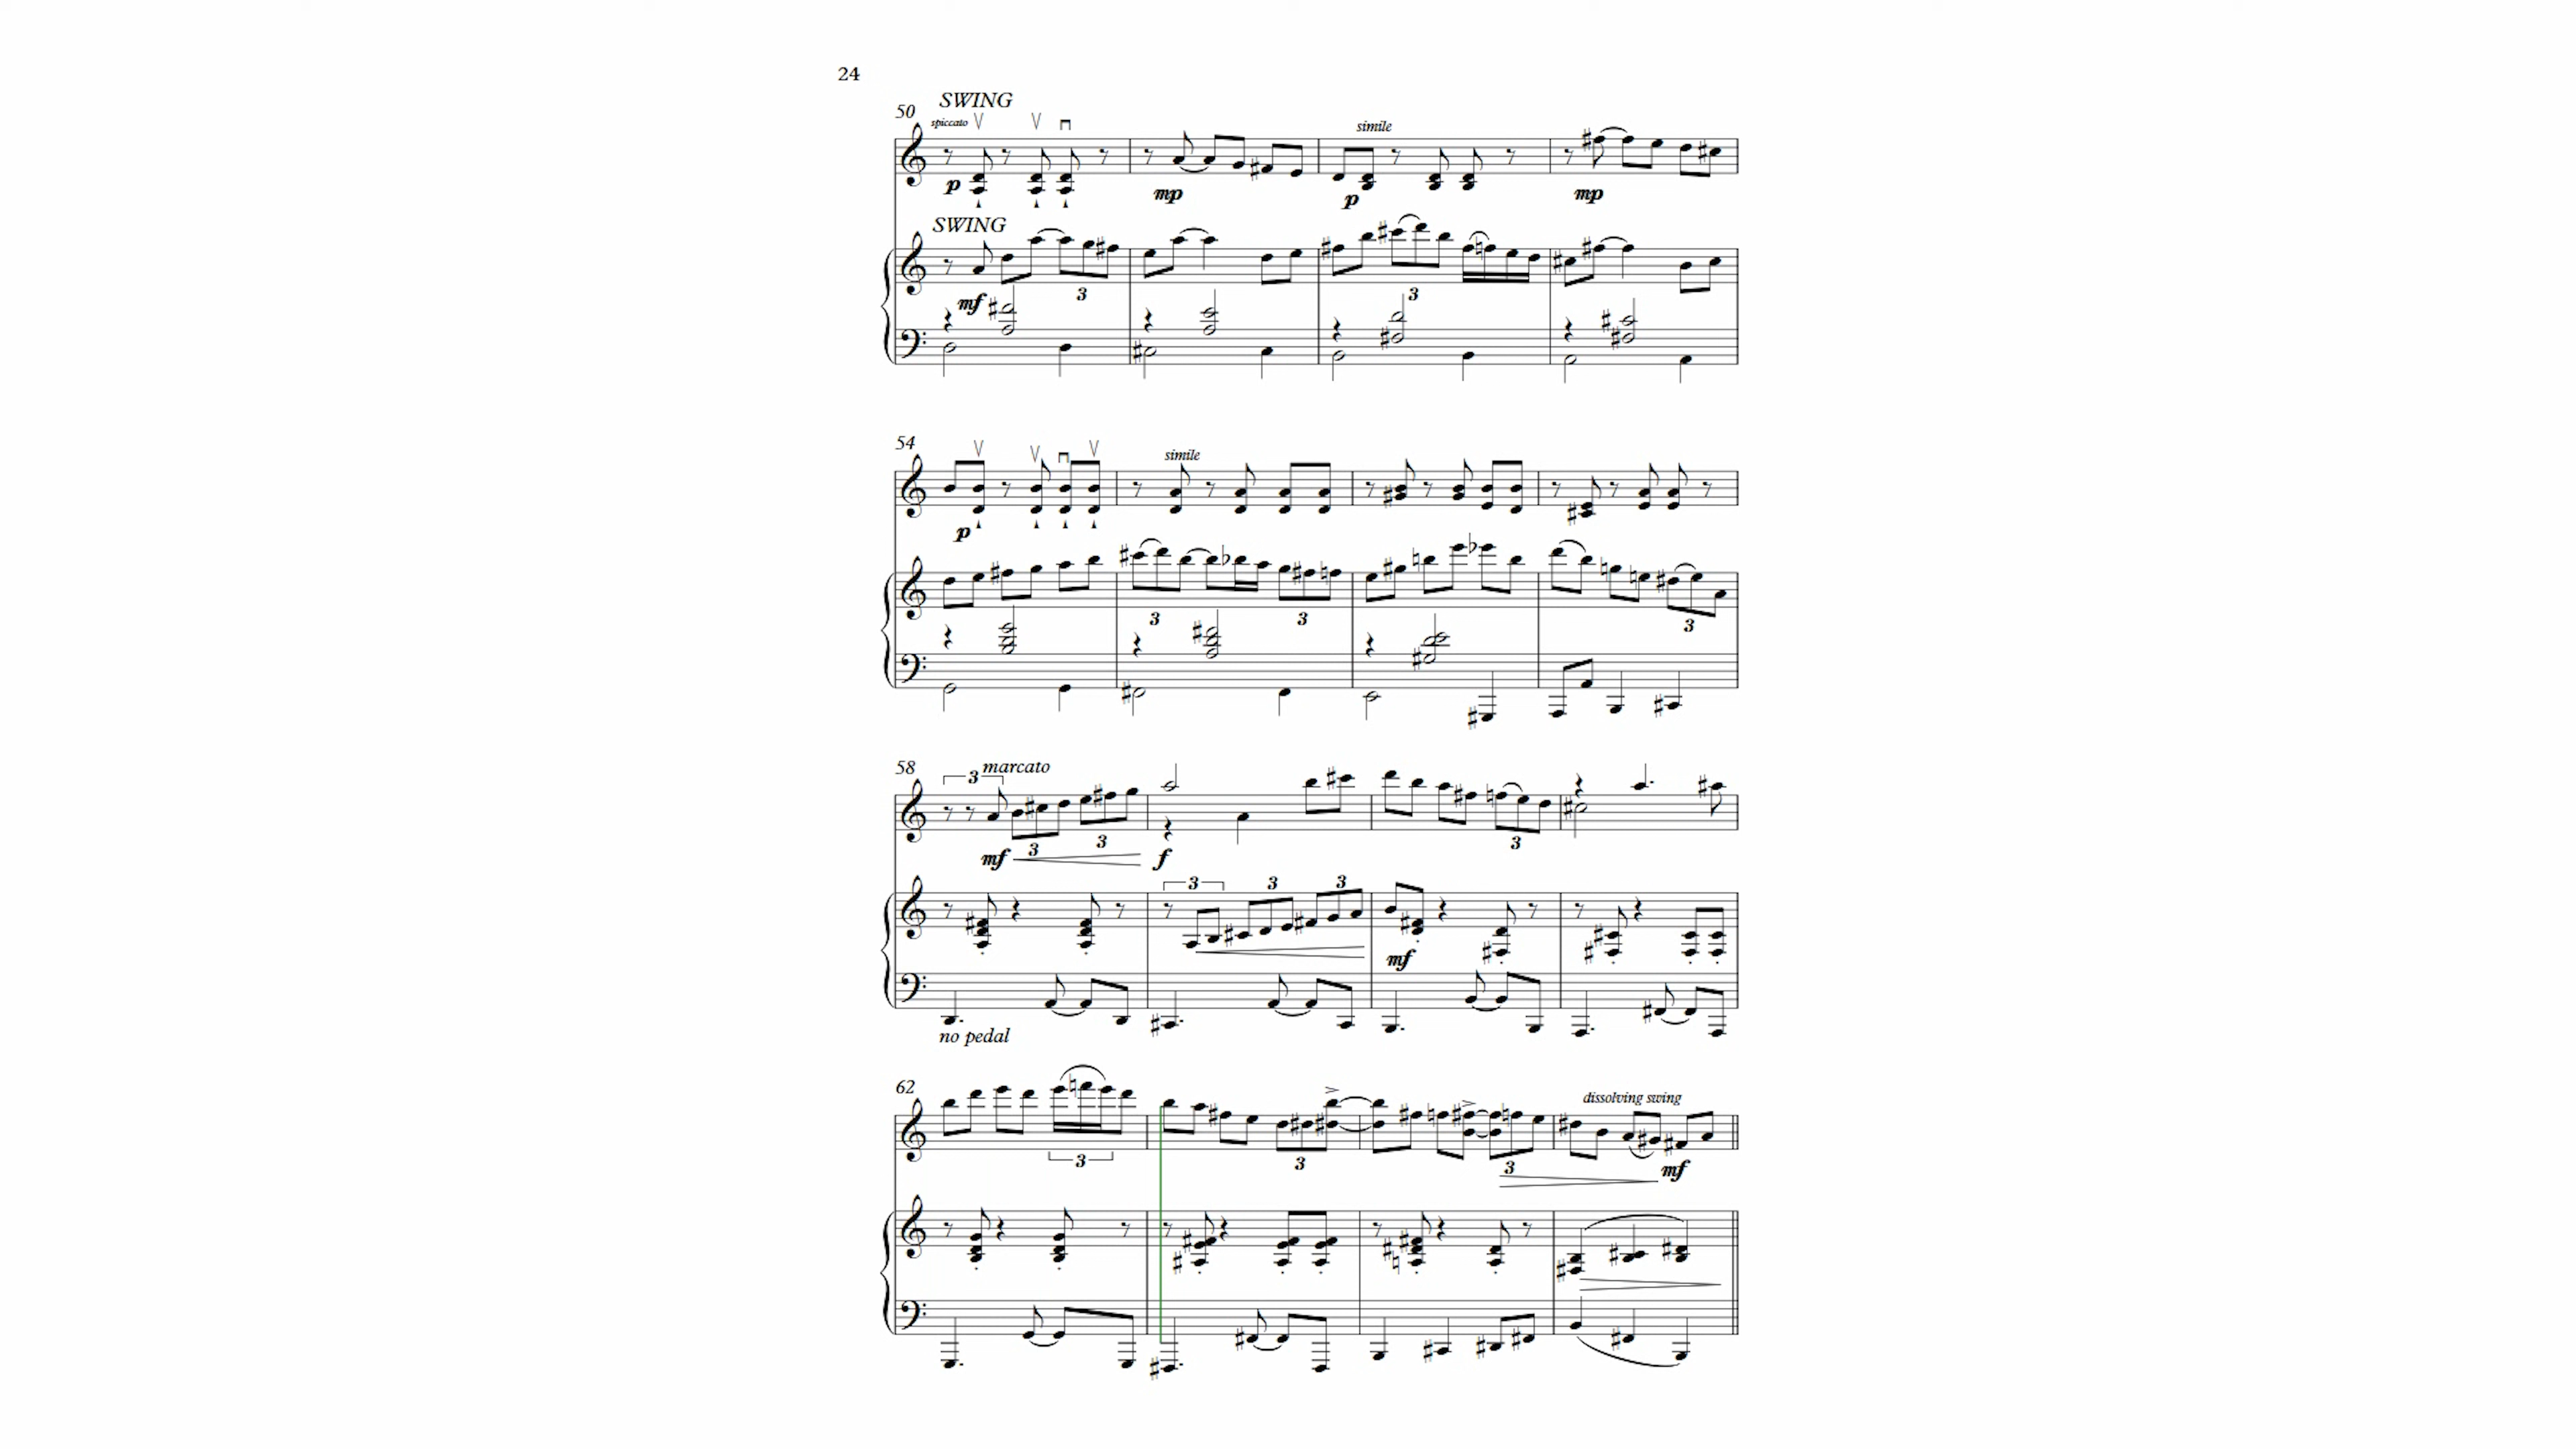 24
SWING
50
spiccato
simile
p
mp
p
mp
SWING
mf
3
3
54
simile
p
3
3
3
58
3 marcato
mf
3
3
f
3
3
3
3
mf
no pedal
62
dissolving swing
3
3
3
mf